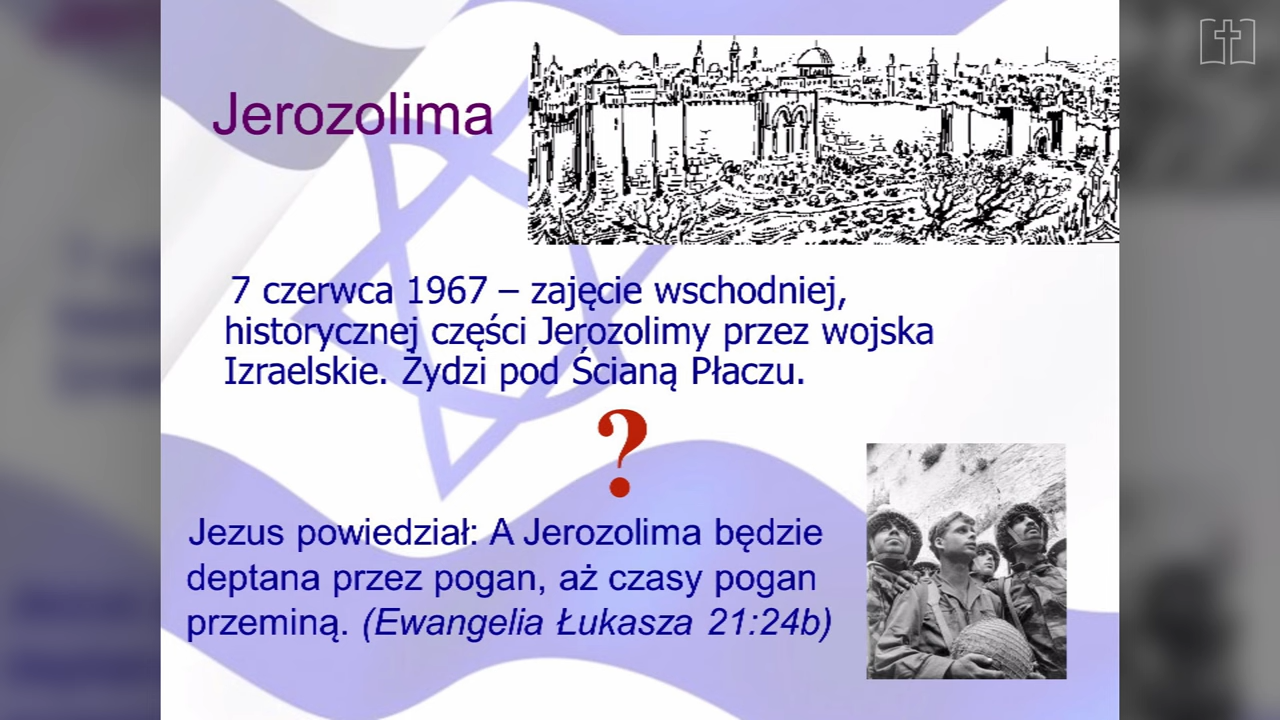 Jerozolima
7 czerwca 1967 – zajęcie wschodniej,
historycznej części Jerozolimy przez wojska
Izraelskie. Żydzi pod Ścianą Płaczu.
?
Jezus powiedział: A Jerozolima będzie
deptana przez pogan, aż czasy pogan
przeminą. (Ewangelia Łukasza 21:24b)